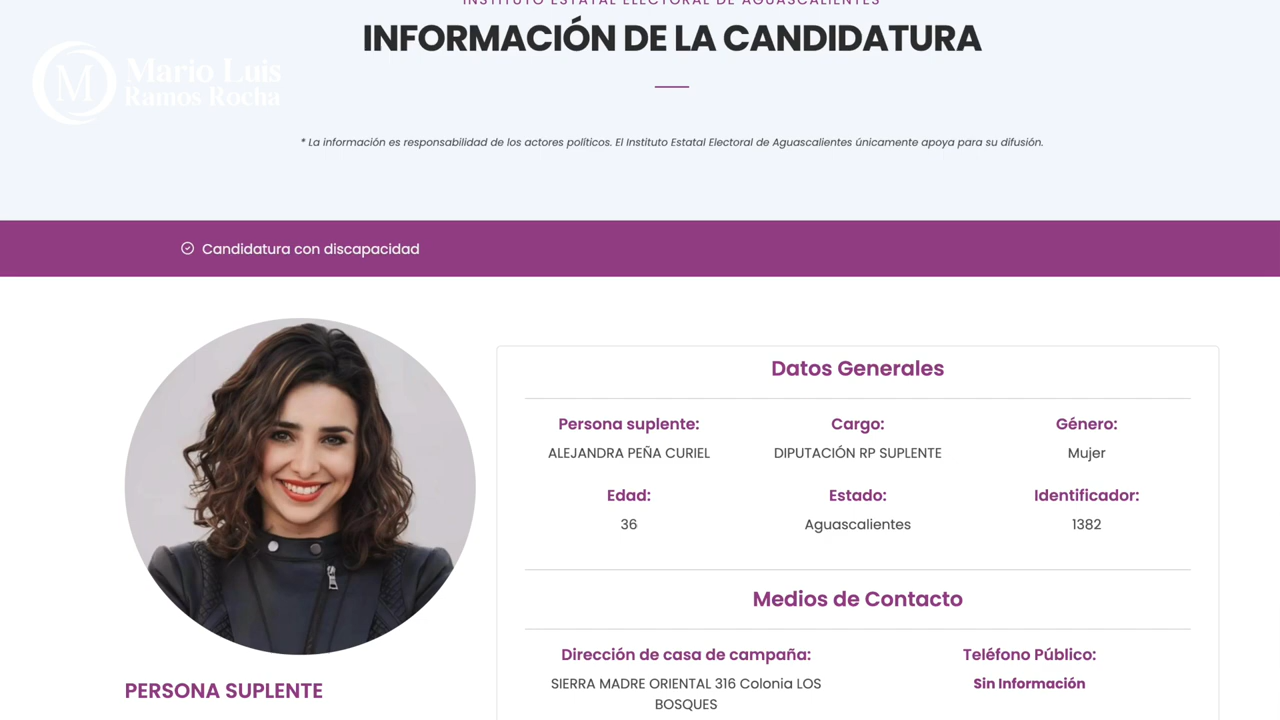 INSTITUTO ESTATAL ELECTORAL DE AGUASCALIENTES
INFORMACIÓN DE LA CANDIDATURA
M
Mario Luis
Ramos Rocha
* La información es responsabilidad de los actores políticos. El Instituto Estatal Electoral de Aguascalientes únicamente apoya para su difusión.
Candidatura con discapacidad
Datos Generales
Persona suplente: Cargo: Género:
ALEJANDRA PEÑA CURIEL DIPUTACIÓN RP SUPLENTE Mujer
Edad: Estado: Identificador:
36 Aguascalientes 1382
Medios de Contacto
Dirección de casa de campaña: Teléfono Público:
SIERRA MADRE ORIENTAL 316 Colonia LOS Sin Información
BOSQUES
PERSONA SUPLENTE